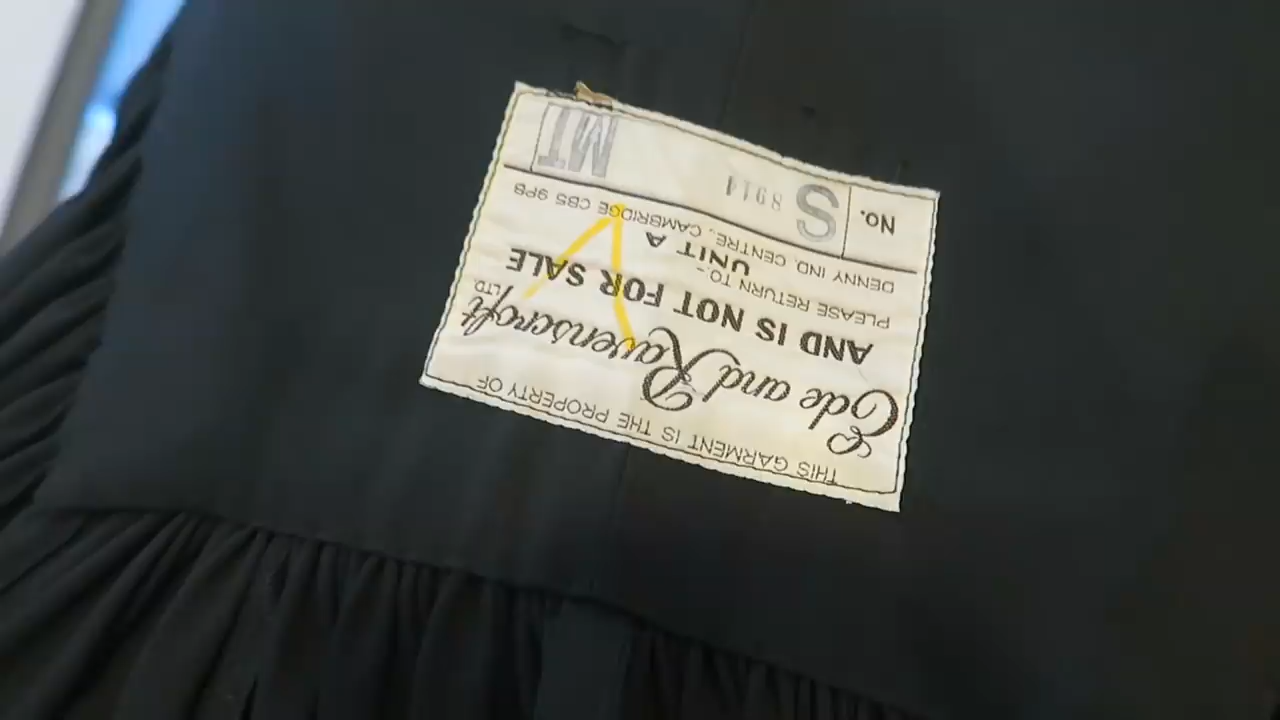 THIS GARMENT IS THE PROPERTY OF
Ede and Ravenscroft LTD.
AND IS NOT FOR SALE
PLEASE RETURN TO:-
UNIT A
DENNY IND. CENTRE, CAMBRIDGE CB5 9PB
NO. S 8914 MT